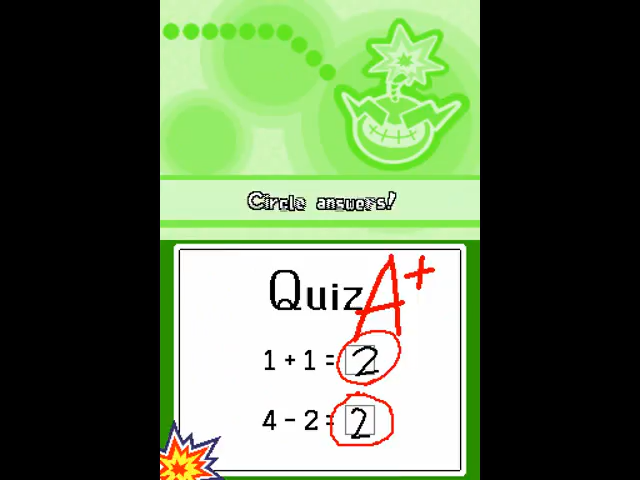 Circle answers!
Quiz A+
1 + 1 = 2
4 - 2 = 2